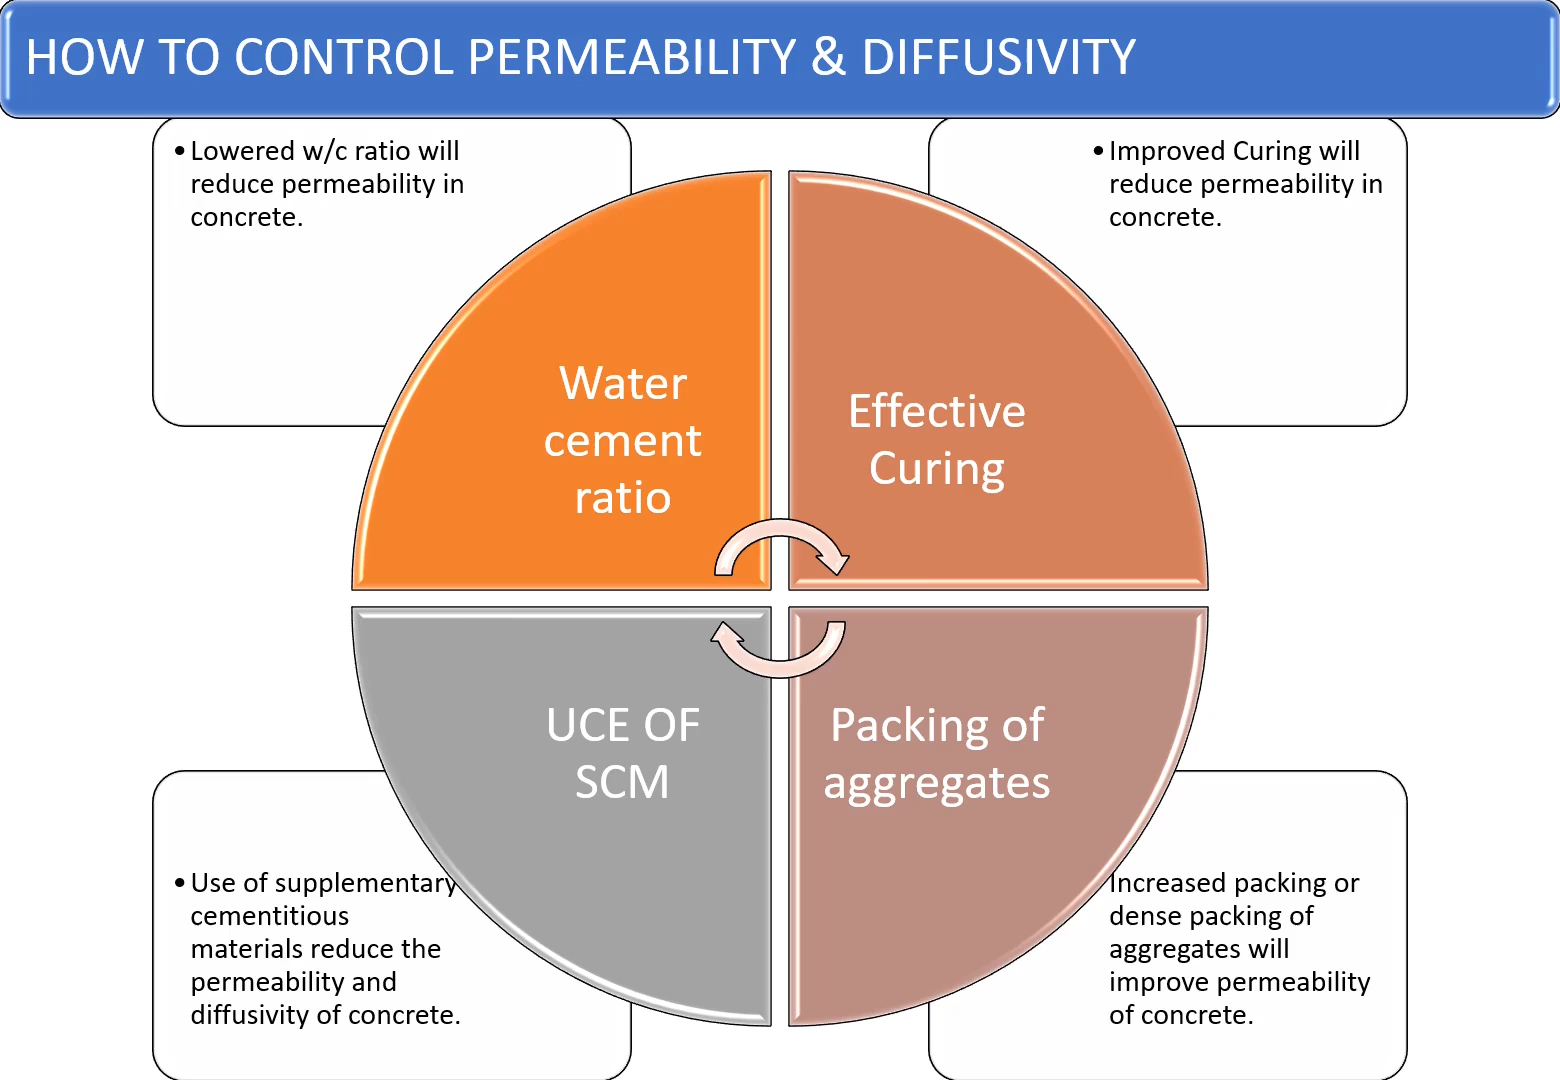 HOW TO CONTROL PERMEABILITY & DIFFUSIVITY
•Lowered w/c ratio will
reduce permeability in
concrete.
•Improved Curing will
reduce permeability in
concrete.
Water
cement
ratio
Effective
Curing
UCE OF
SCM
Packing of
aggregates
•Use of supplementary
cementitious
materials reduce the
permeability and
diffusivity of concrete.
Increased packing or
dense packing of
aggregates will
improve permeability
of concrete.